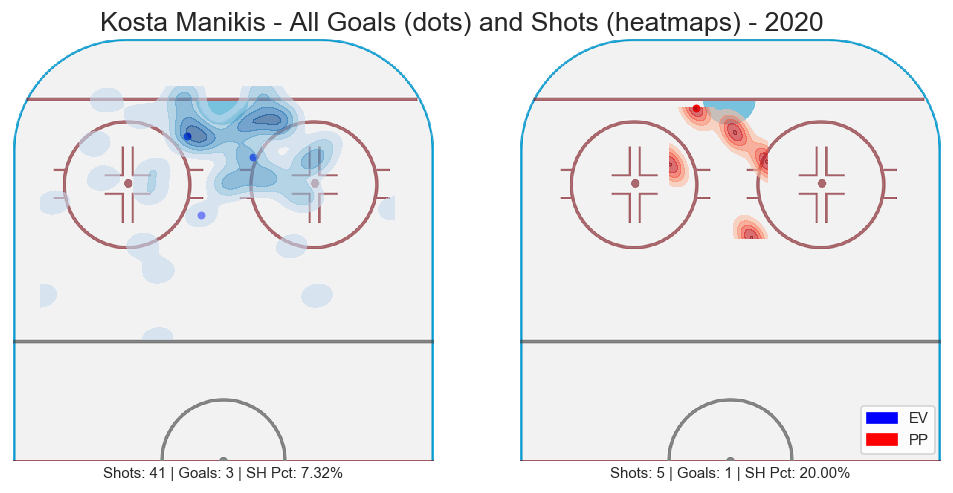 Kosta Manikis - All Goals (dots) and Shots (heatmaps) - 2020
EV
PP
Shots: 41 | Goals: 3 | SH Pct: 7.32%
Shots: 5 | Goals: 1 | SH Pct: 20.00%